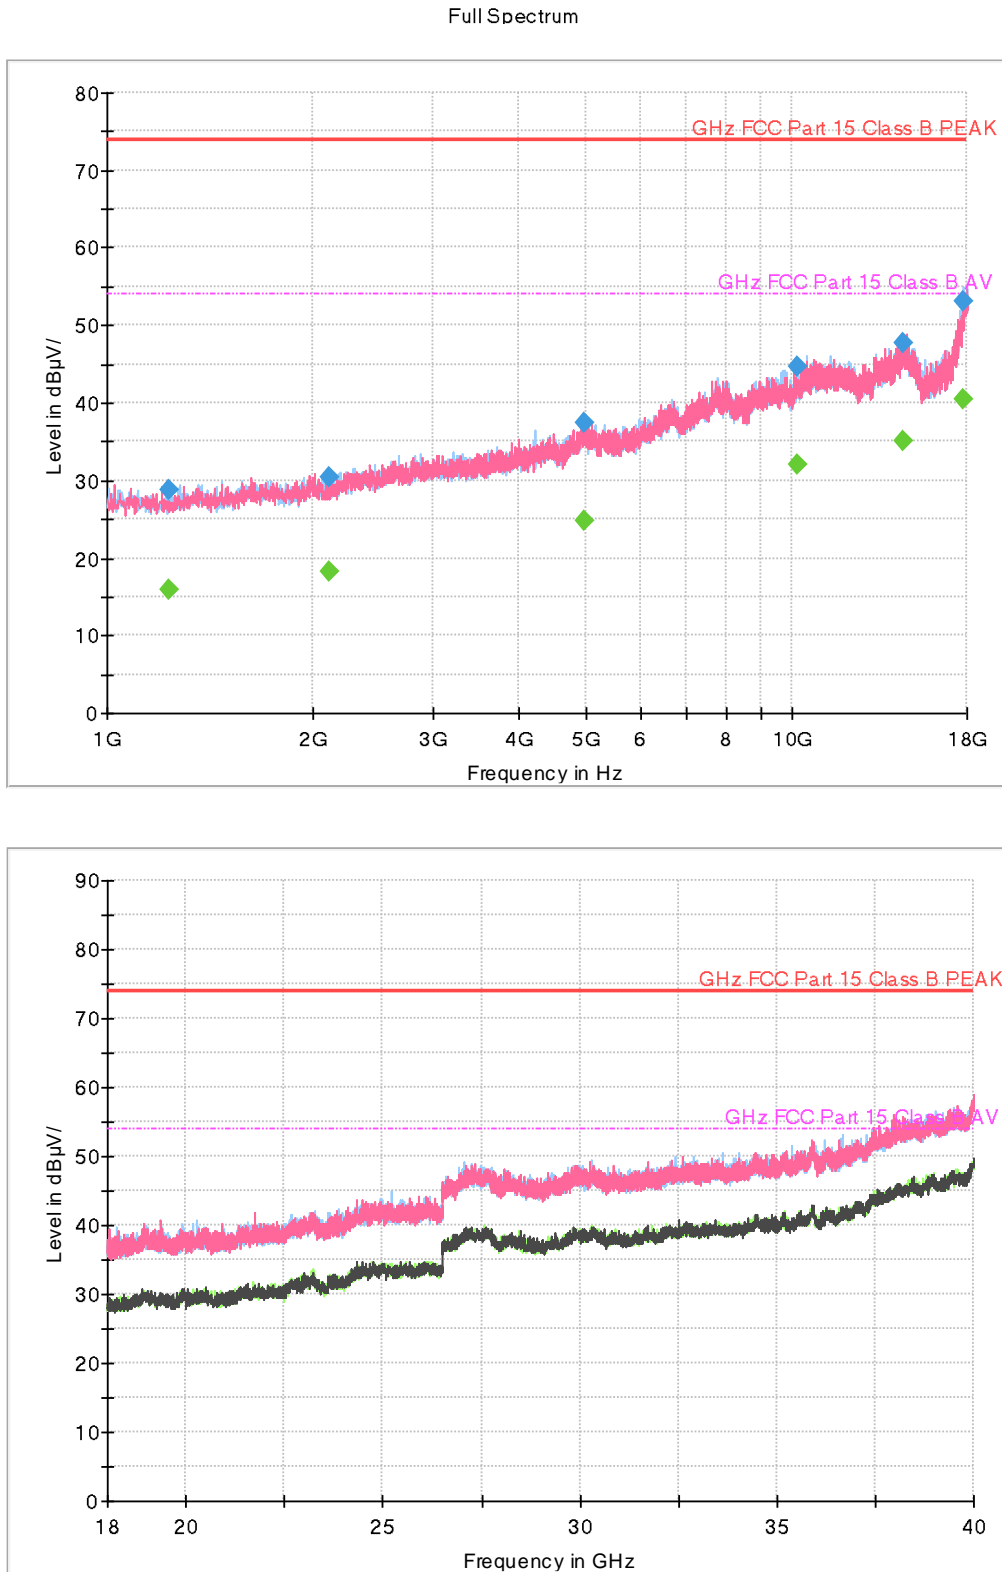 Full Spectrum
80
GHz FCC Part 15 Class B PEAK
70
60
GHz FCC Part 15 Class B AV
50
40
30
20
10
0
Level in dBµV/
1G 2G 3G 4G 5G 6 8 10G 18G
Frequency in Hz
90
80
GHz FCC Part 15 Class B PEAK
70
60
GHz FCC Part 15 Class B AV
50
40
30
20
10
0
Level in dBµV/
18 20 25 30 35 40
Frequency in GHz